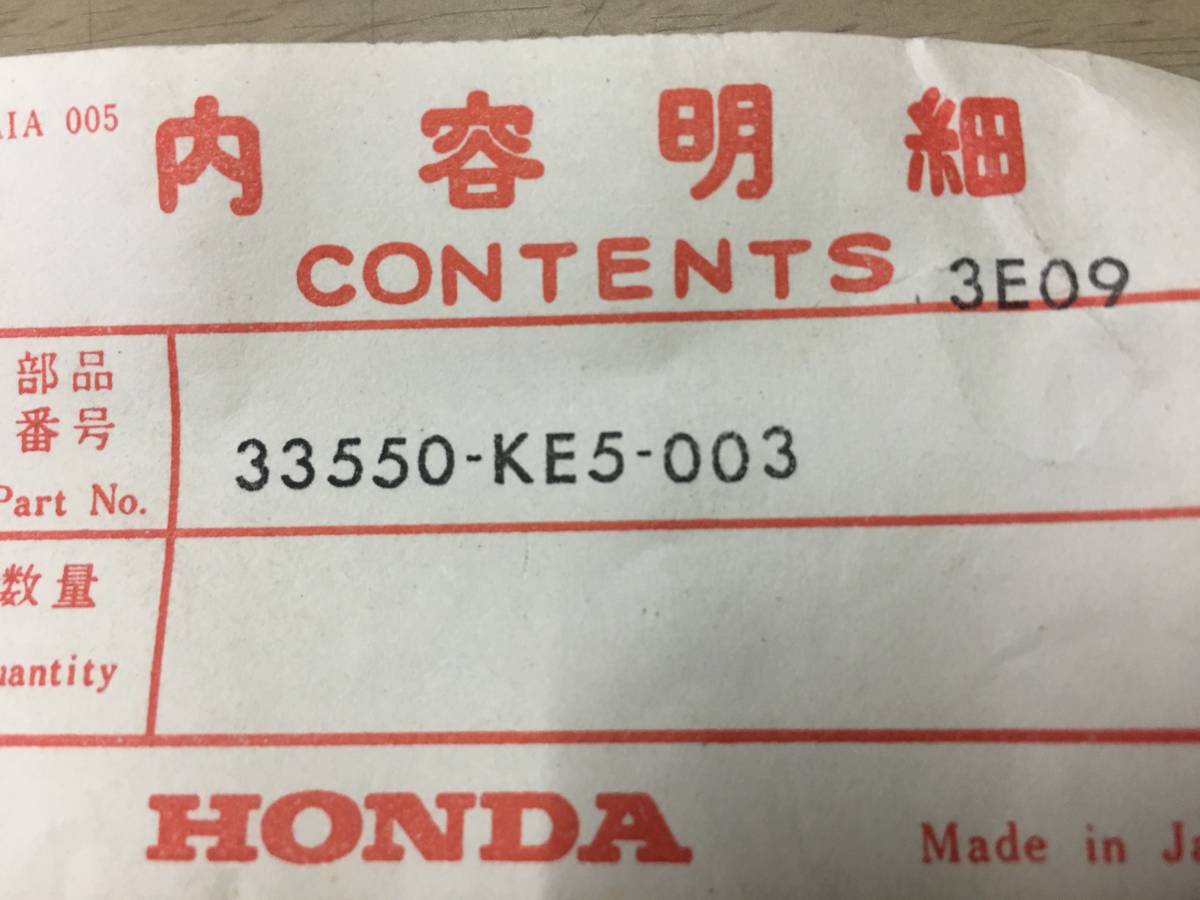 AIA 005
内容明細
CONTENTS
3E09
部品
番号
Part No.
33550-KE5-003
数量
uantity
HONDA
Made in Ja